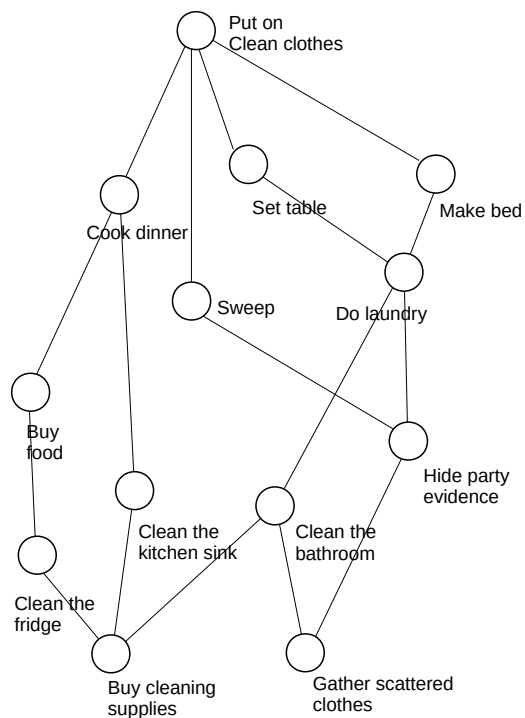 Put on
Clean clothes
Set table
Make bed
Cook dinner
Sweep
Do laundry
Buy
food
Hide party
evidence
Clean the
kitchen sink
Clean the
bathroom
Clean the
fridge
Buy cleaning
supplies
Gather scattered
clothes